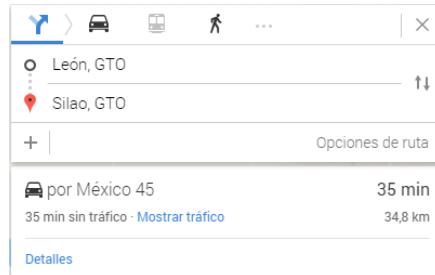 León, GTO
Silao, GTO
Opciones de ruta
por México 45 35 min
35 min sin tráfico · Mostrar tráfico 34,8 km
Detalles